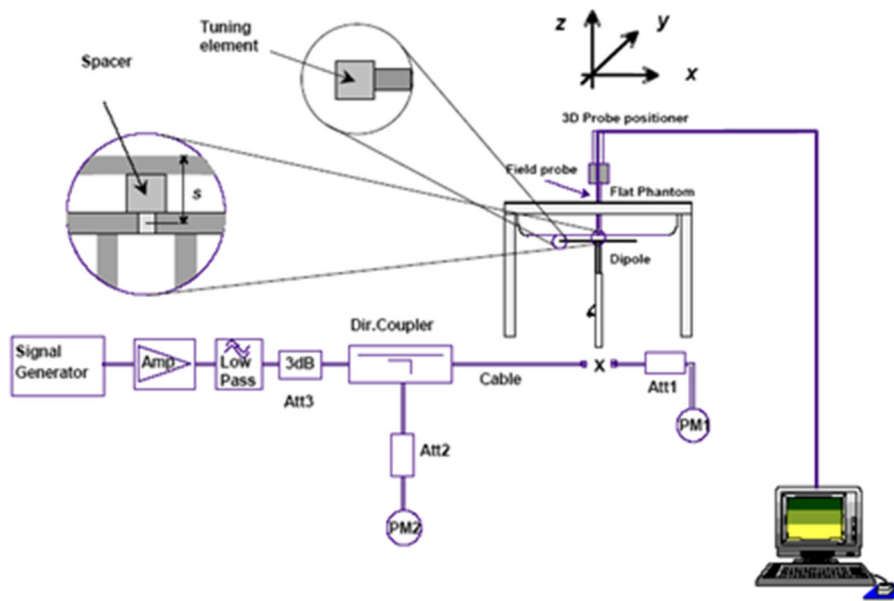 Tuning
element
Spacer
s
z
y
x
3D Probe positioner
Field probe
Flat Phantom
Dipole
Dir.Coupler
Signal
Generator
Amp
Low
Pass
3dB
Att3
Cable
x
Att1
PM1
Att2
PM2